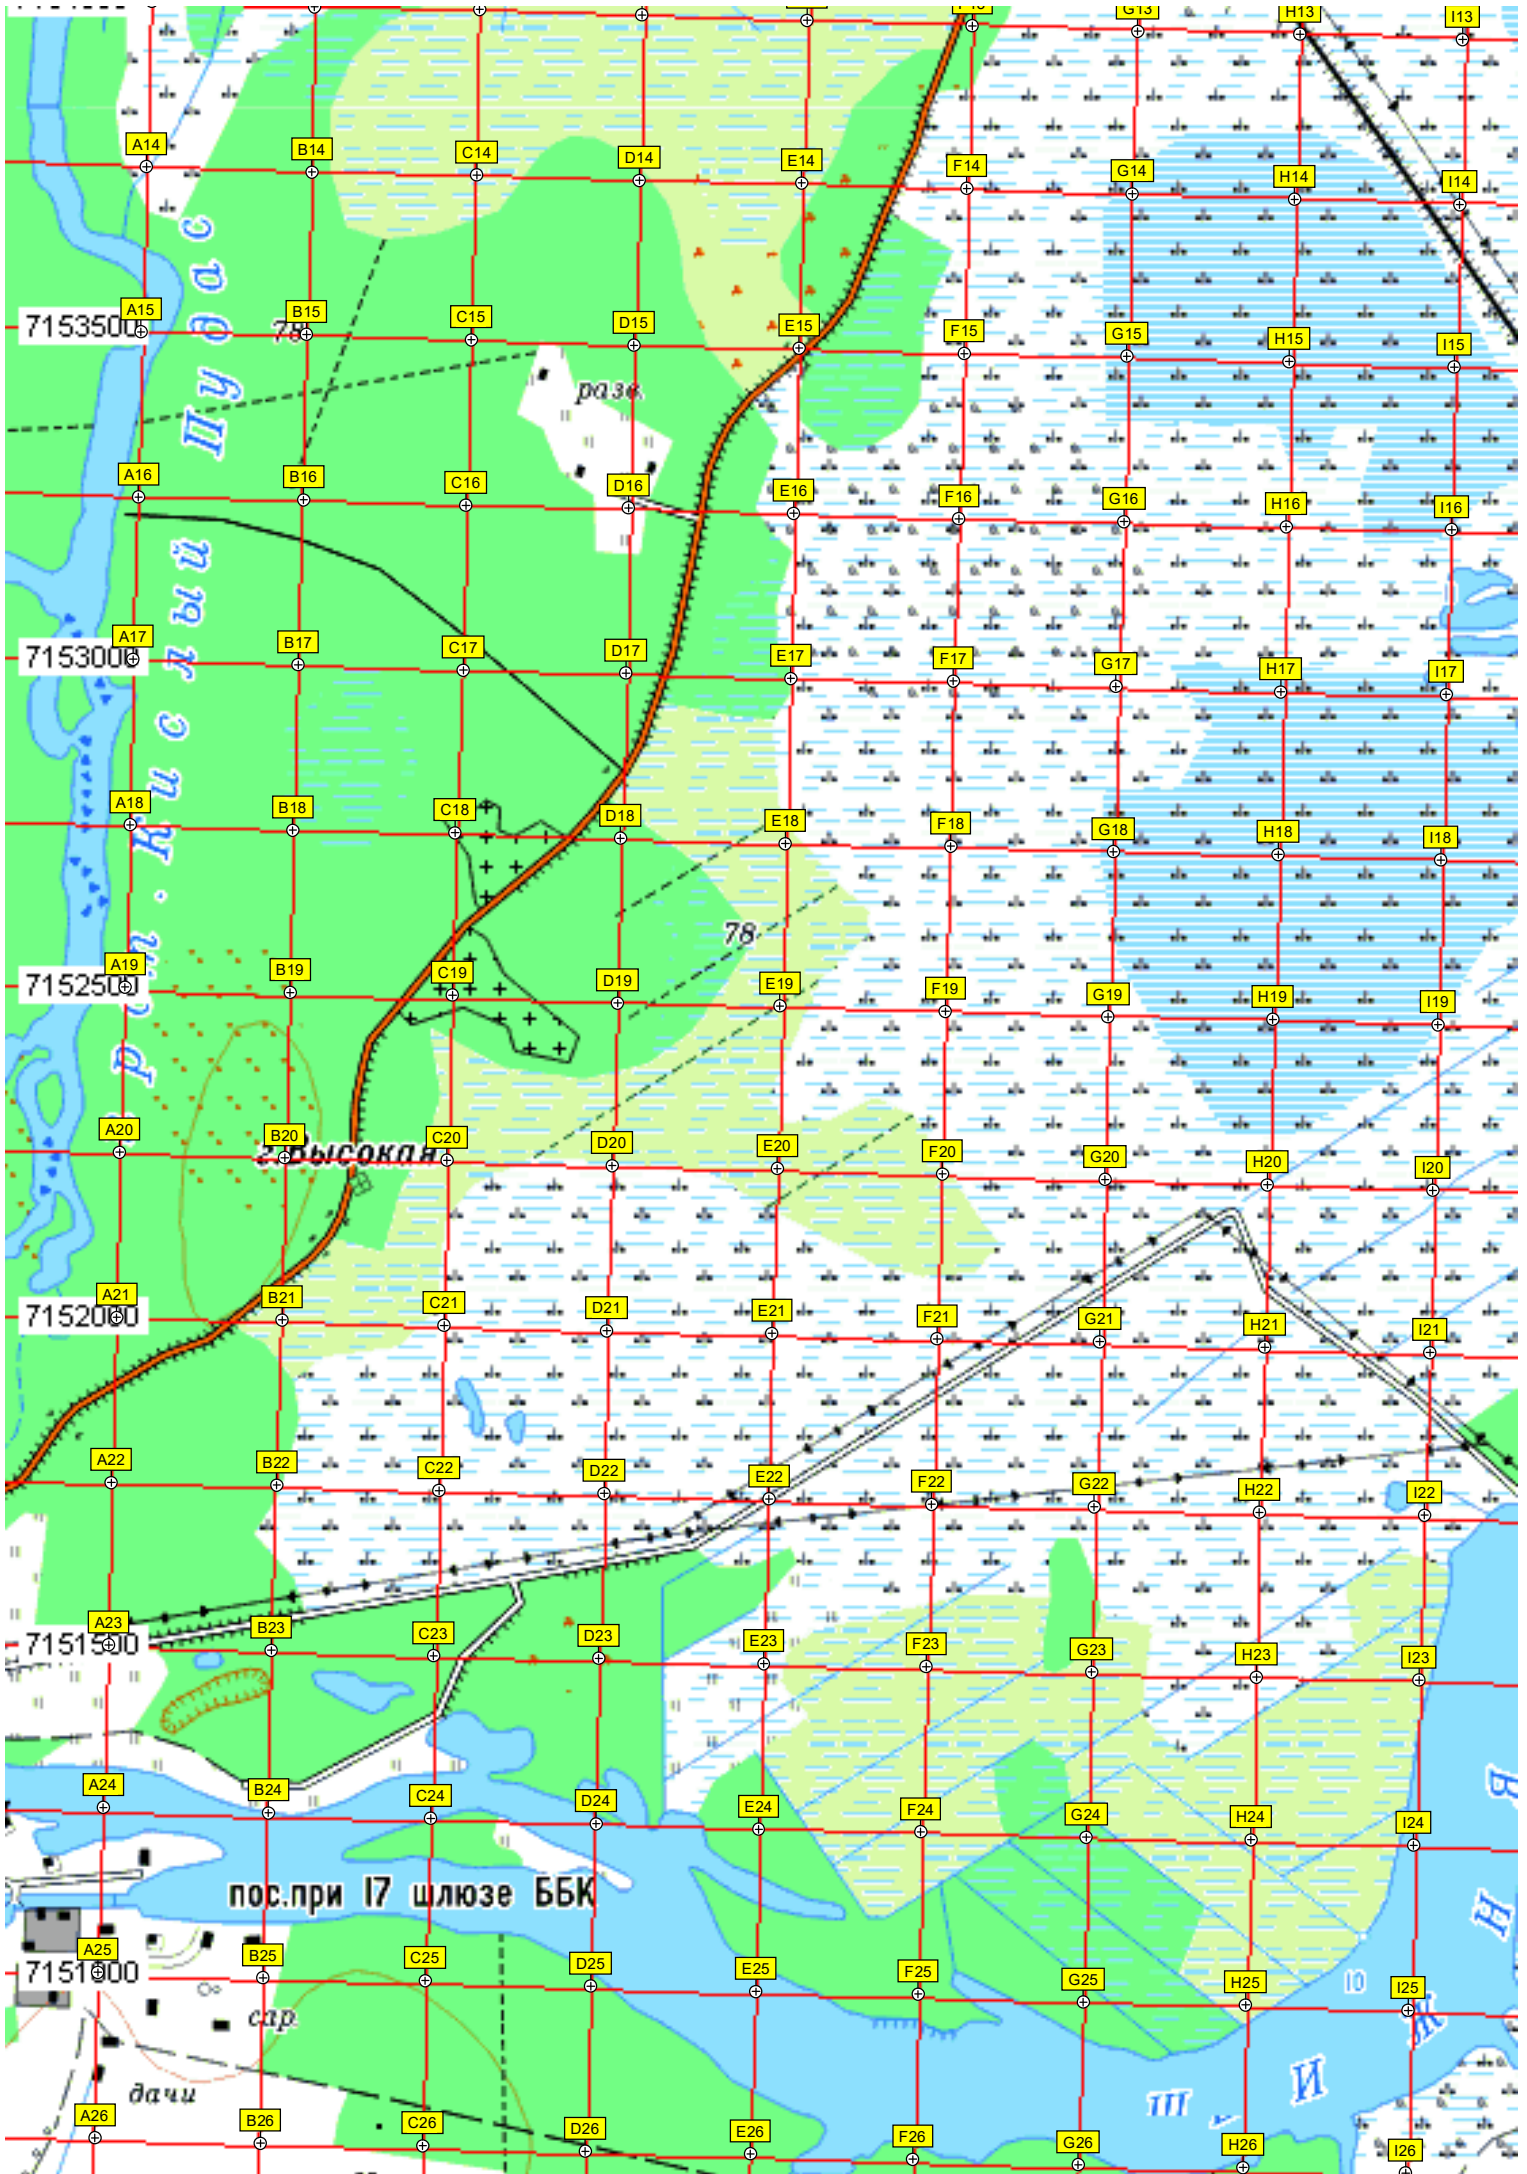 G13 H13 I13
A14 B14 C14 D14 E14 F14 G14 H14 I14
Пудас
A15 B15 C15 D15 E15 F15 G15 H15 I15
7153500
78
разв.
A16 B16 C16 D16 E16 F16 G16 H16 I16
прот. Кислый
A17 B17 C17 D17 E17 F17 G17 H17 I17
7153000
A18 B18 C18 D18 E18 F18 G18 H18 I18
78
A19 B19 C19 D19 E19 F19 G19 H19 I19
7152500
A20 B20 C20 D20 E20 F20 G20 H20 I20
г.Высокая
A21 B21 C21 D21 E21 F21 G21 H21 I21
7152000
A22 B22 C22 D22 E22 F22 G22 H22 I22
A23 B23 C23 D23 E23 F23 G23 H23 I23
7151500
A24 B24 C24 D24 E24 F24 G24 H24 I24
пос.при 17 шлюзе ББК
A25 B25 C25 D25 E25 F25 G25 H25 I25
7151000
10
сар.
дачи
A26 B26 C26 D26 E26 F26 G26 H26 I26